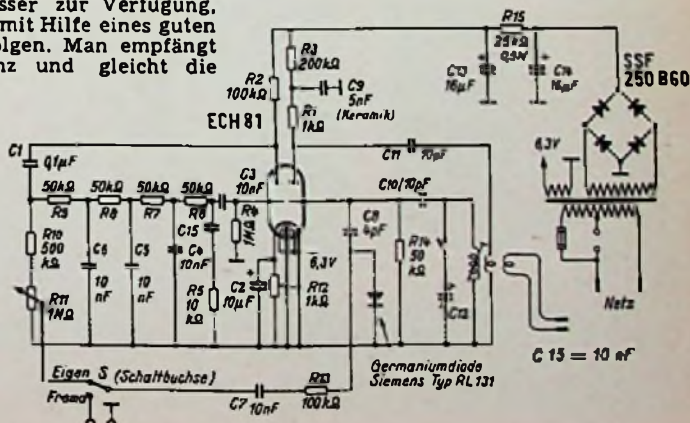 sser zur Verfügung,
mit Hilfe eines guten
lgen. Man empfängt
nz und gleicht die
R15
25kΩ
0,5W
C13
16µF
C14
16µF
SSF
250 B60
R3
200kΩ
R2
100kΩ
C9
5nF
(Keramik)
R1
1kΩ
ECH 81
C1
0,1µF
C11
10pF
6,3V
C3
10nF
C10/10pF
50kΩ
R9
50kΩ
R8
50kΩ
R7
50kΩ
R6
R4
1MΩ
C8
4pF
R10
500
kΩ
C6
10
nF
C5
10
nF
C15
C4
10nF
R5
10
kΩ
C2
10µF
6,3V
R12
1kΩ
R14
50
kΩ
C12
R11
1MΩ
Netz
C 15 = 10 nF
Eigen S (Schaltbuchse)
Fremd
C7 10nF
R13
100kΩ
Germaniumdiode
Siemens Typ RL 131